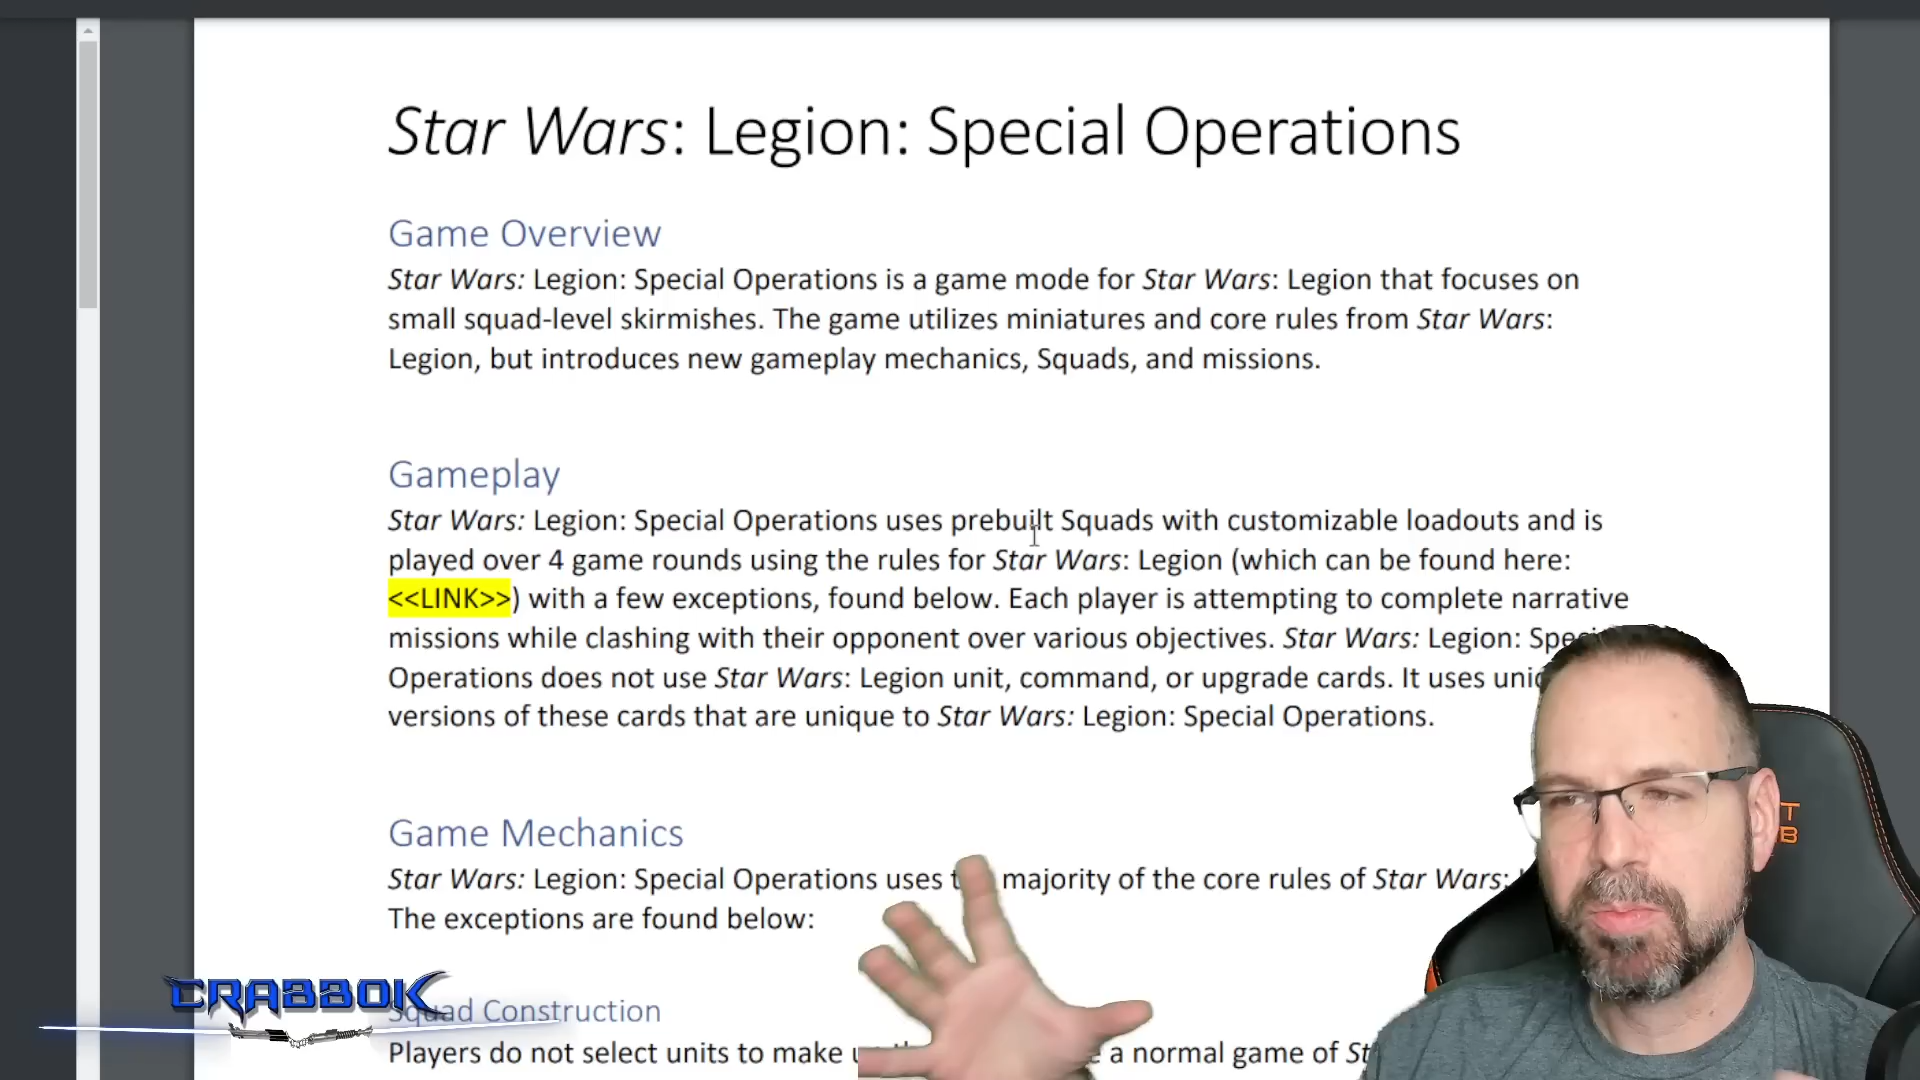 Star Wars: Legion: Special Operations
Game Overview
Star Wars: Legion: Special Operations is a game mode for Star Wars: Legion that focuses on
small squad-level skirmishes. The game utilizes miniatures and core rules from Star Wars:
Legion, but introduces new gameplay mechanics, Squads, and missions.
Gameplay
Star Wars: Legion: Special Operations uses prebuilt Squads with customizable loadouts and is
played over 4 game rounds using the rules for Star Wars: Legion (which can be found here:
<<LINK>>) with a few exceptions, found below. Each player is attempting to complete narrative
missions while clashing with their opponent over various objectives. Star Wars: Legion:
Operations does not use Star Wars: Legion unit, command, or upgrade cards. It uses
versions of these cards that are unique to Star Wars: Legion: Special Operations.
Game Mechanics
Star Wars: Legion: Special Operations uses majority of the core rules of Star Wars:
The exceptions are found below:
CRABBOK
Squad Construction
Players do not select units to make a normal game of
T
B